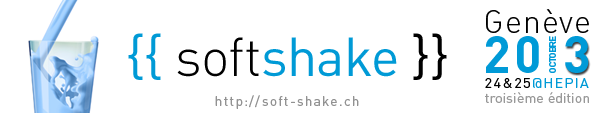 {{ softshake }}
http://soft-shake.ch
Genève
20 OCTOBRE 13
24&25@HEPIA
troisième édition